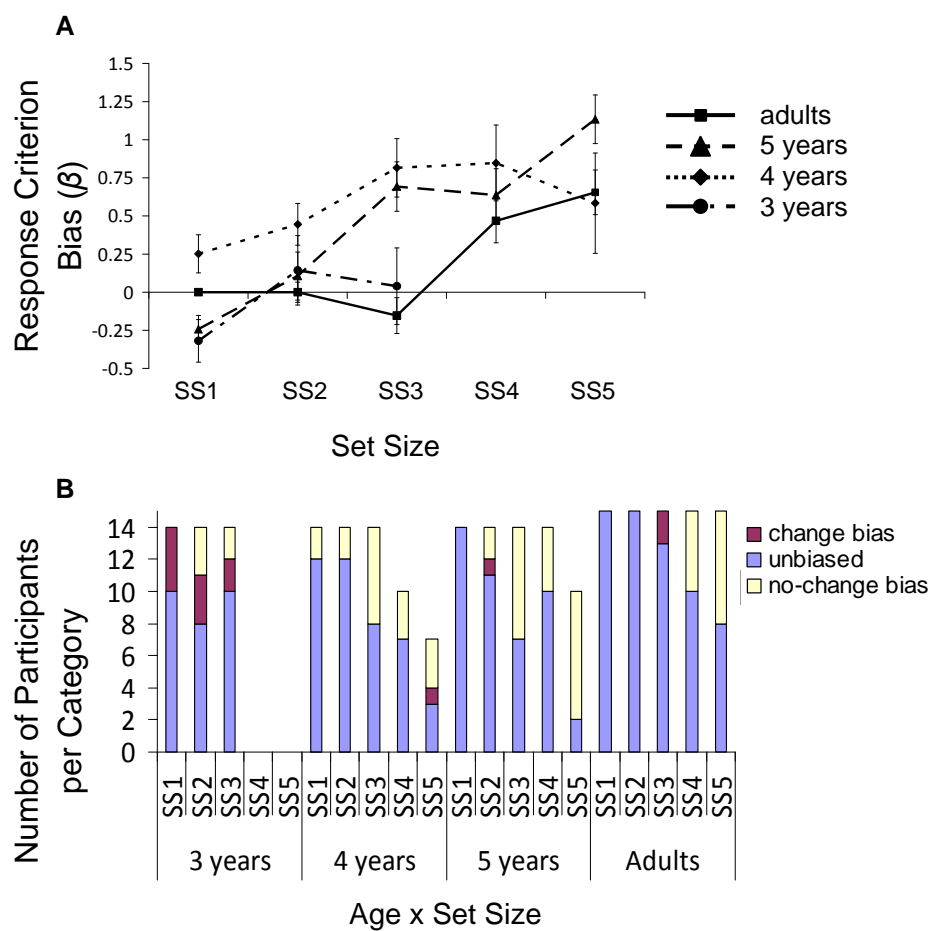 A
Response Criterion
Bias (β)
1.5
1.25
1
0.75
0.5
0.25
0
-0.25
-0.5
SS1 SS2 SS3 SS4 SS5
Set Size
adults
5 years
4 years
3 years
B
Number of Participants
per Category
14
12
10
8
6
4
2
0
SS1 SS2 SS3 SS4 SS5 SS1 SS2 SS3 SS4 SS5 SS1 SS2 SS3 SS4 SS5 SS1 SS2 SS3 SS4 SS5
3 years 4 years 5 years Adults
Age x Set Size
change bias
unbiased
no-change bias